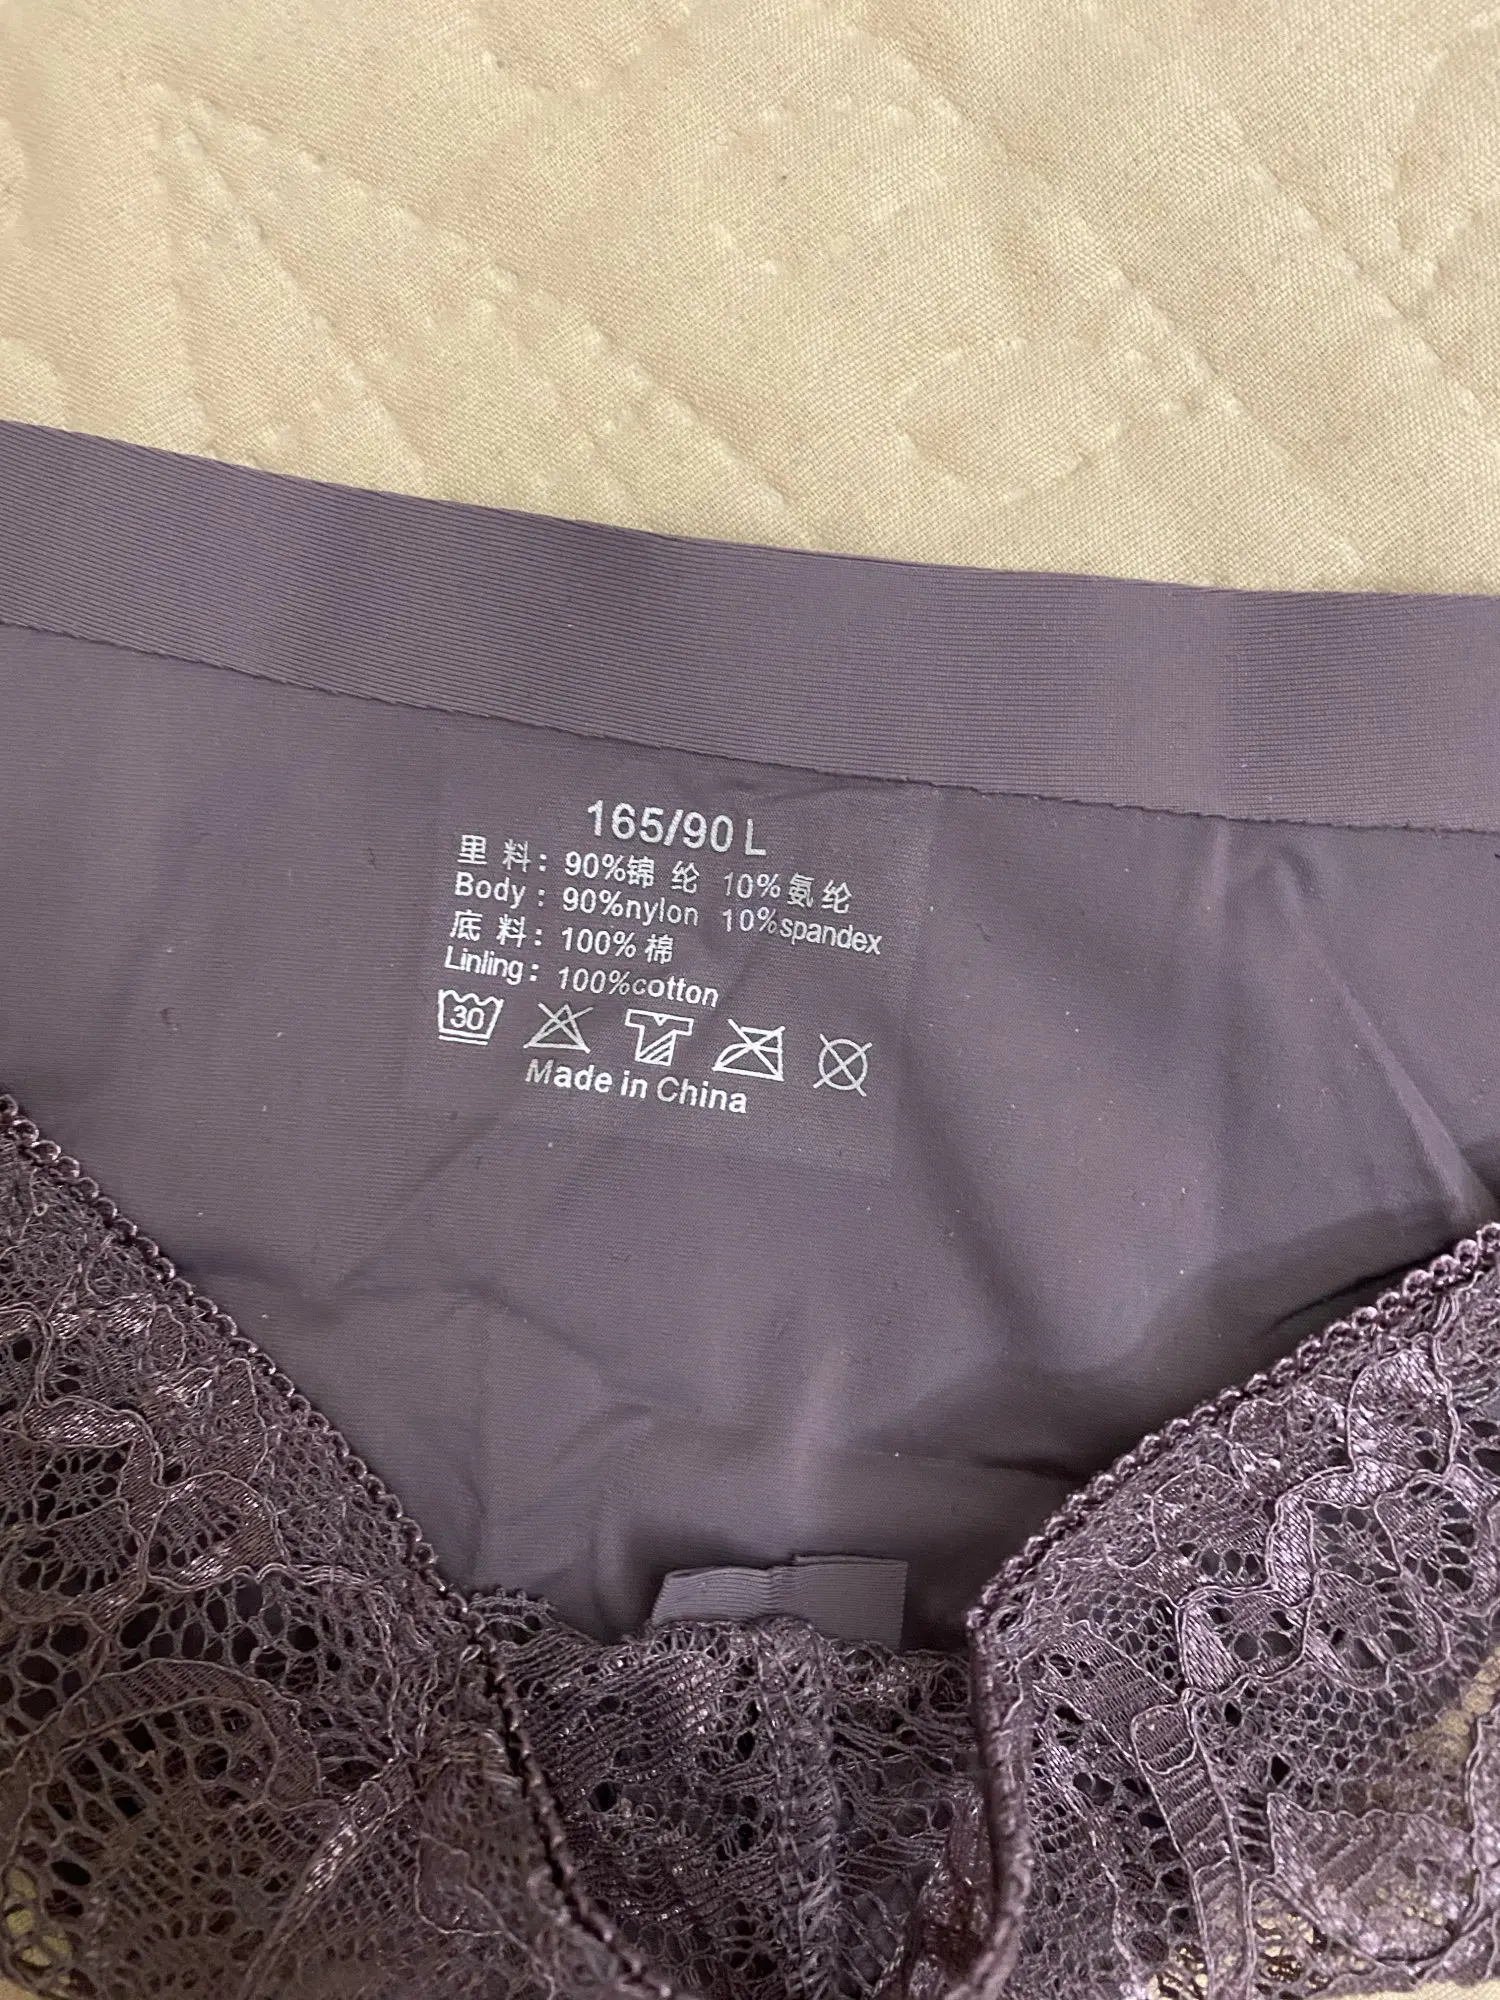 165/90 L
里 料: 90%锦 纶 10%氨纶
Body : 90%nylon 10%spandex
底 料: 100% 棉
Linling: 100%cotton
30
Made in China